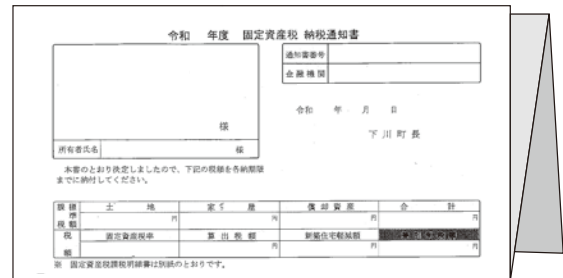 令和　年度　固定資産税 納税通知書
通知書番号
金融機関
様
令和　年　月　日
下川町長
所有者氏名　様
本書のとおり決定しましたので、下記の税額を各納期限
までに納付してください。
課税標準額　土　地　家　屋　償却資産　合　計
円　円　円　円
税額　固定資産税率　算出税額　新築住宅軽減額
円　円　円
※ 固定資産税課税明細書は別紙のとおりです。